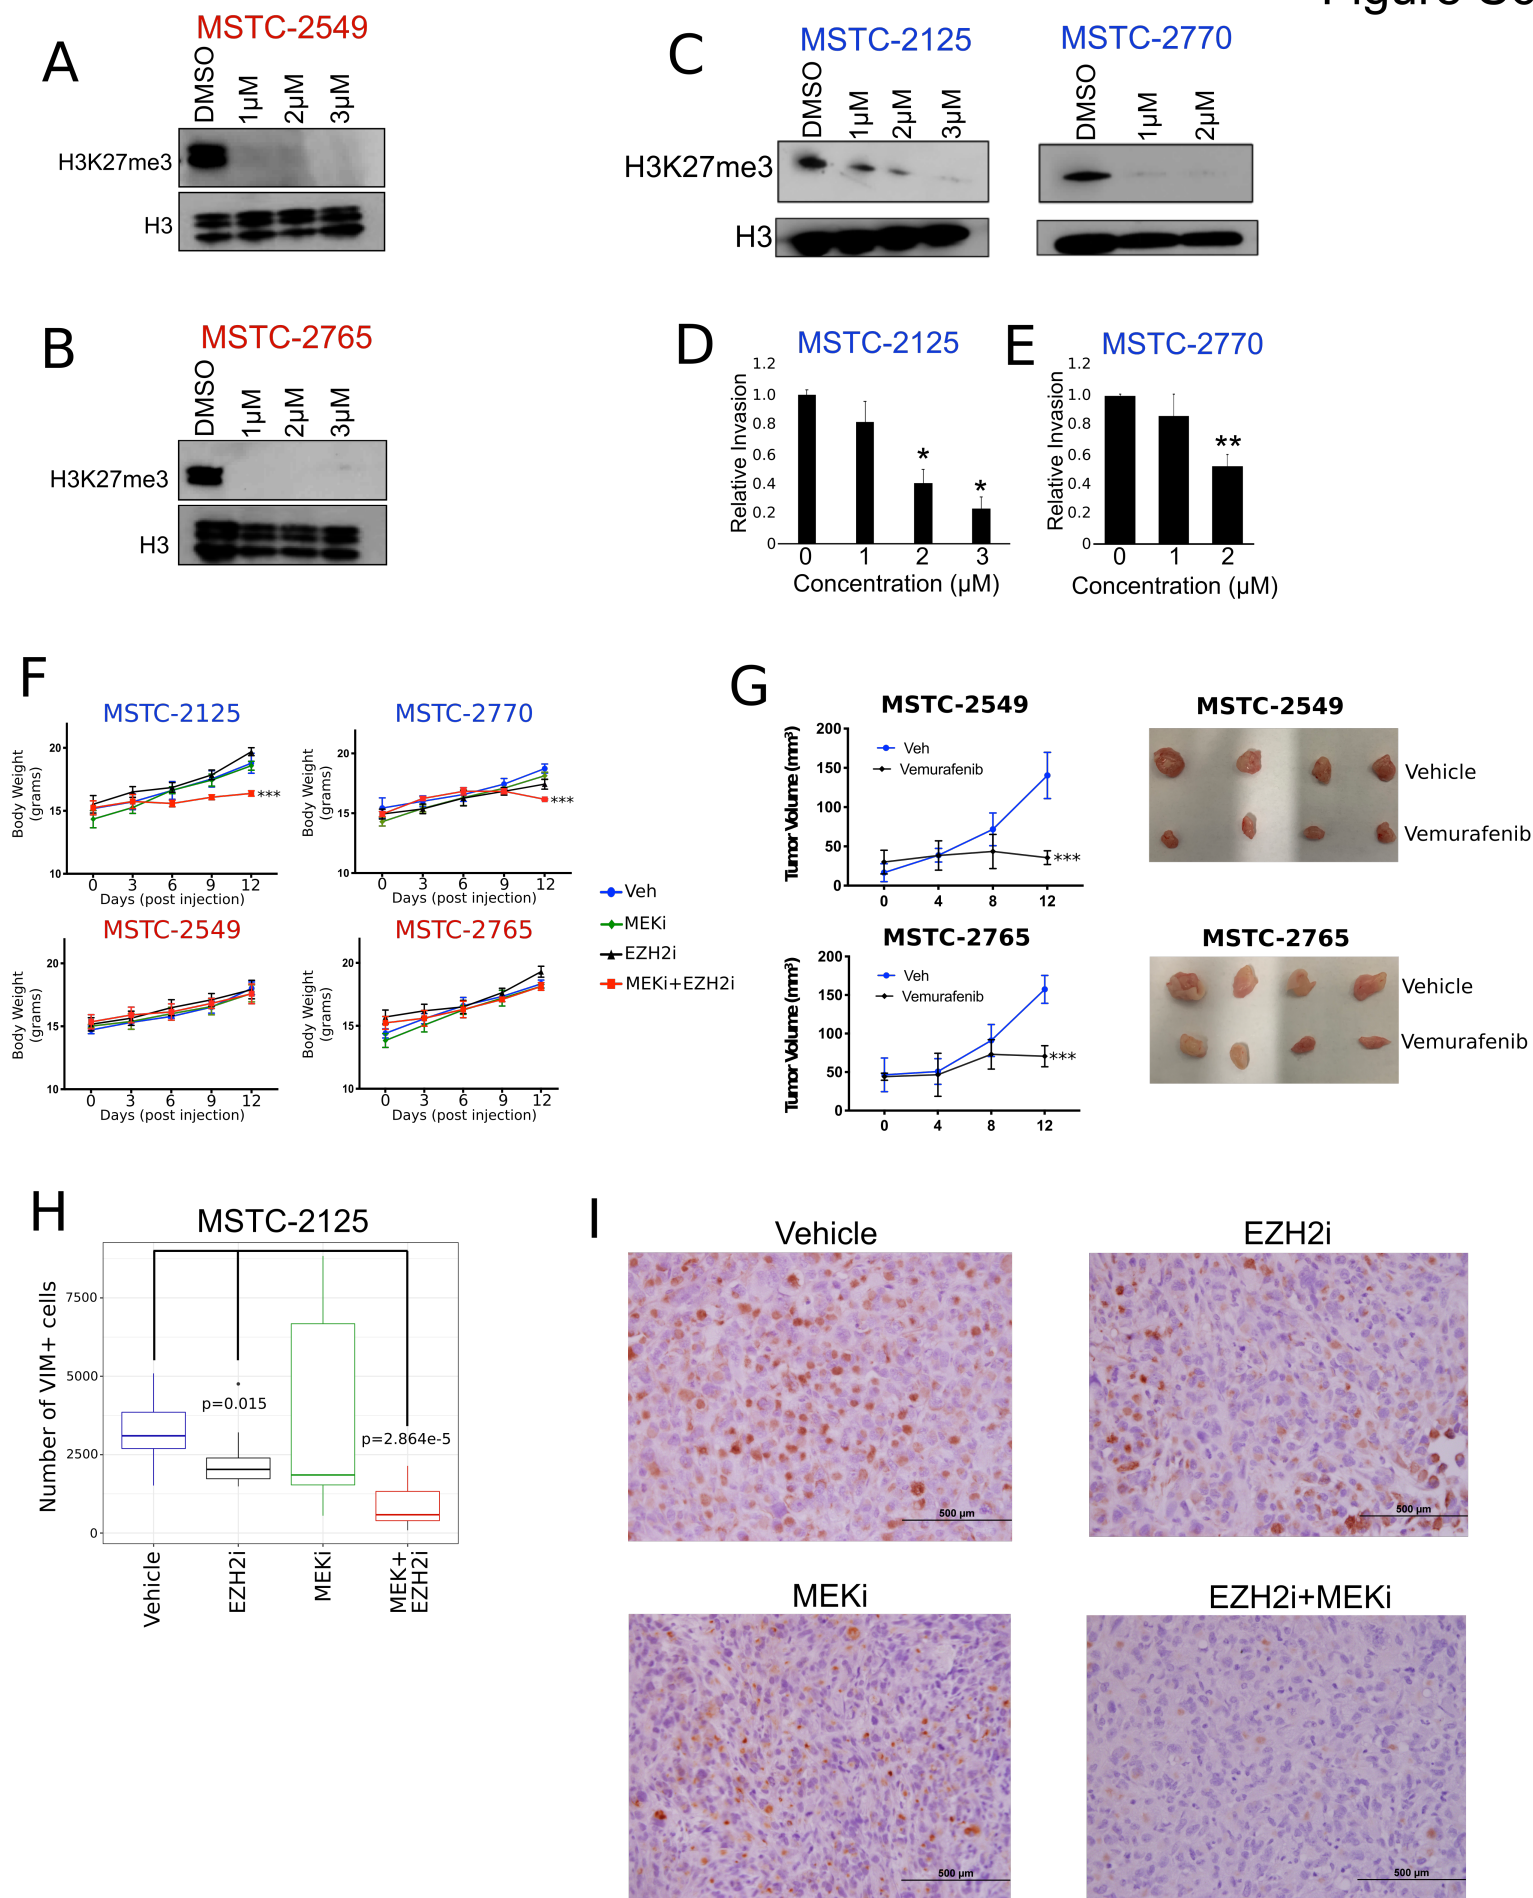 A
MSTC-2549
DMSO
1µM
2µM
3µM
H3K27me3
H3
B
MSTC-2765
DMSO
1µM
2µM
3µM
H3K27me3
H3
C
MSTC-2125
DMSO
1µM
2µM
3µM
MSTC-2770
DMSO
1µM
2µM
H3K27me3
H3
D
MSTC-2125
Relative Invasion
1.2
1.0
0.8
0.6
0.4
0.2
0
*
*
0 1 2 3
Concentration (µM)
E
MSTC-2770
Relative Invasion
1.2
1.0
0.8
0.6
0.4
0.2
0
**
0 1 2
Concentration (µM)
F
MSTC-2125
Body Weight
(grams)
20
15
10
***
0 3 6 9 12
Days (post injection)
MSTC-2770
Body Weight
(grams)
20
15
10
***
0 3 6 9 12
Days (post injection)
MSTC-2549
Body Weight
(grams)
20
15
10
0 3 6 9 12
Days (post injection)
MSTC-2765
Body Weight
(grams)
20
15
10
0 3 6 9 12
Days (post injection)
Veh
MEKi
EZH2i
MEKi+EZH2i
G
MSTC-2549
Tumor Volume (mm³)
200
150
100
50
0
Veh
Vemurafenib
***
0 4 8 12
MSTC-2549
Vehicle
Vemurafenib
MSTC-2765
Tumor Volume (mm³)
200
150
100
50
0
Veh
Vemurafenib
***
0 4 8 12
MSTC-2765
Vehicle
Vemurafenib
H
MSTC-2125
Number of VIM+ cells
7500
5000
2500
0
p=0.015
p=2.864e-5
Vehicle
EZH2i
MEKi
MEK+
EZH2i
I
Vehicle
500 µm
EZH2i
500 µm
MEKi
500 µm
EZH2i+MEKi
500 µm